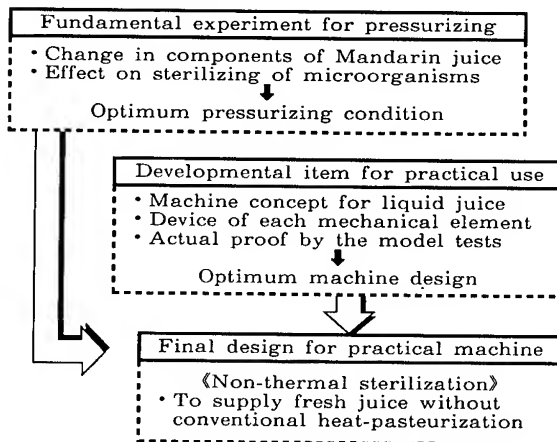 Fundamental experiment for pressurizing
・Change in components of Mandarin juice
・Effect on sterilizing of microorganisms
Optimum pressurizing condition
Developmental item for practical use
・Machine concept for liquid juice
・Device of each mechanical element
・Actual proof by the model tests
Optimum machine design
Final design for practical machine
《Non-thermal sterilization》
・To supply fresh juice without
conventional heat-pasteurization